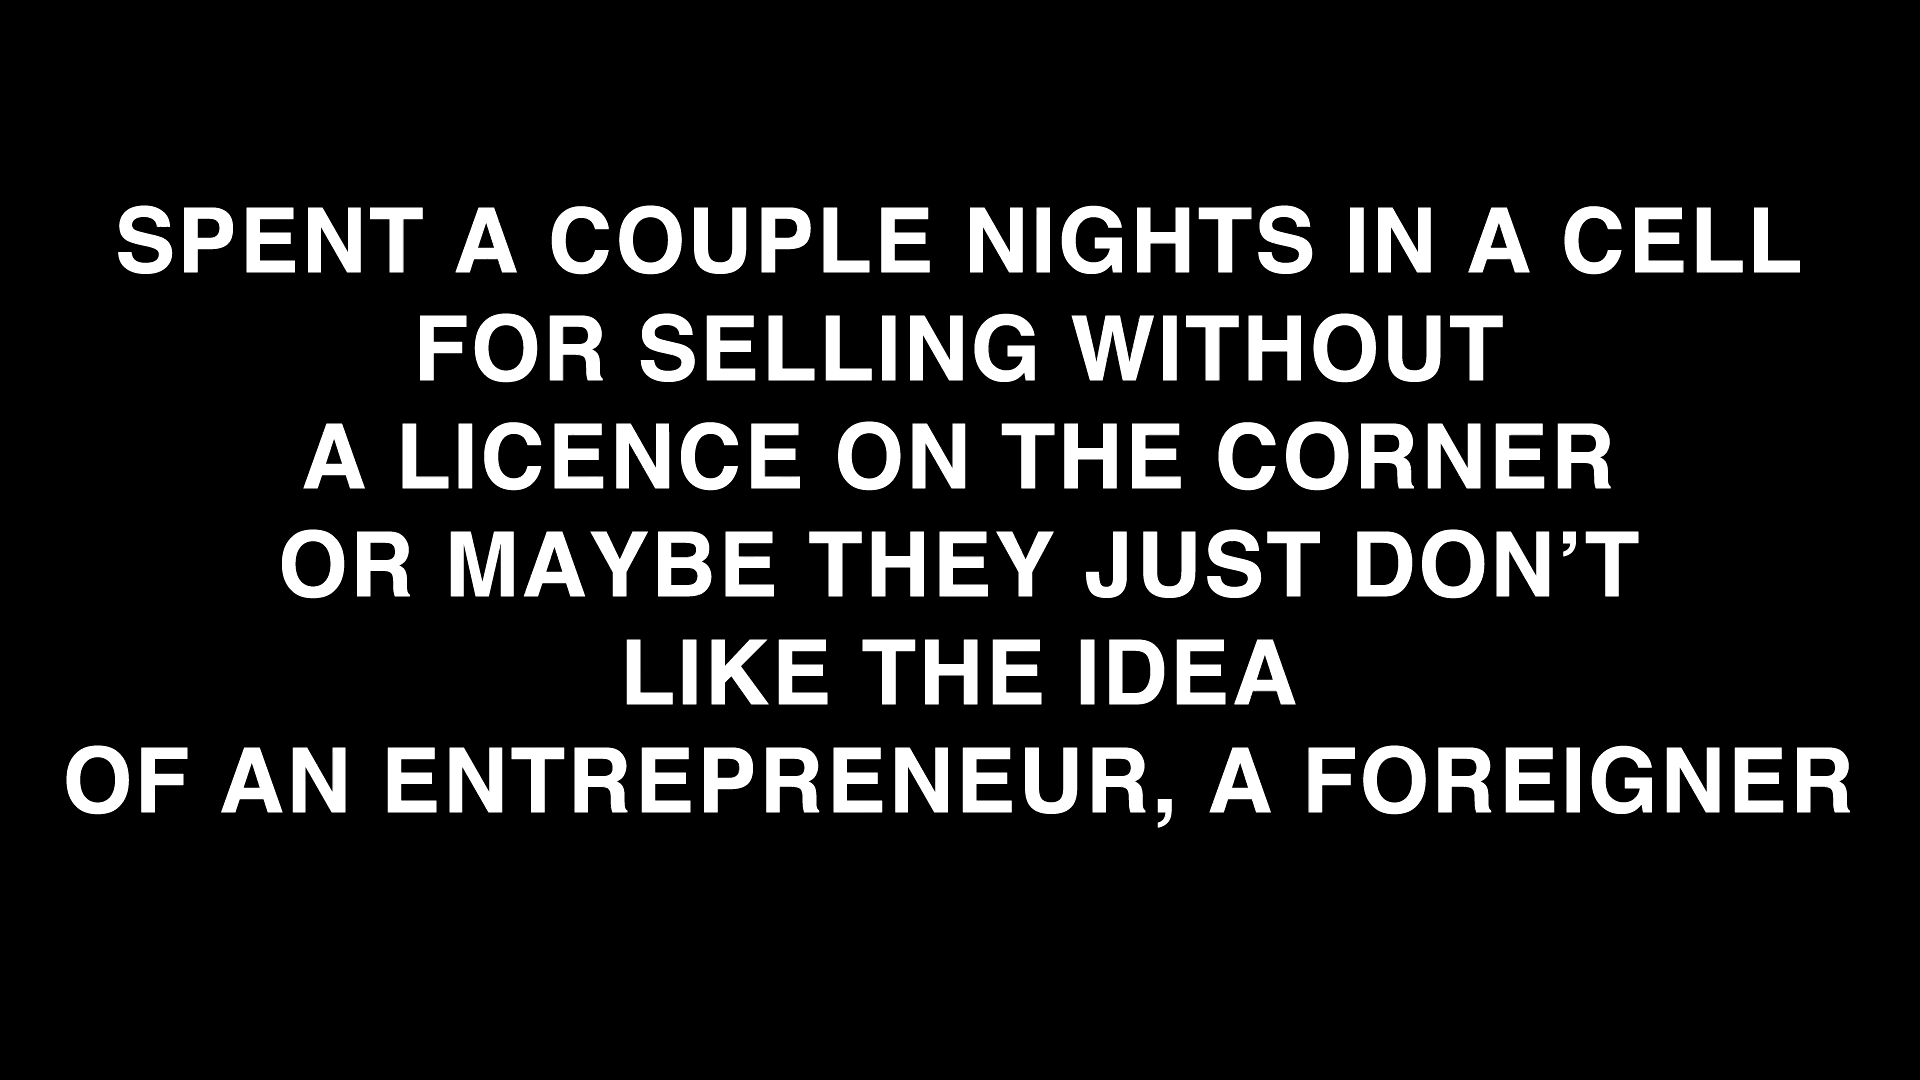 SPENT A COUPLE NIGHTS IN A CELL
FOR SELLING WITHOUT
A LICENCE ON THE CORNER
OR MAYBE THEY JUST DON’T
LIKE THE IDEA
OF AN ENTREPRENEUR, A FOREIGNER